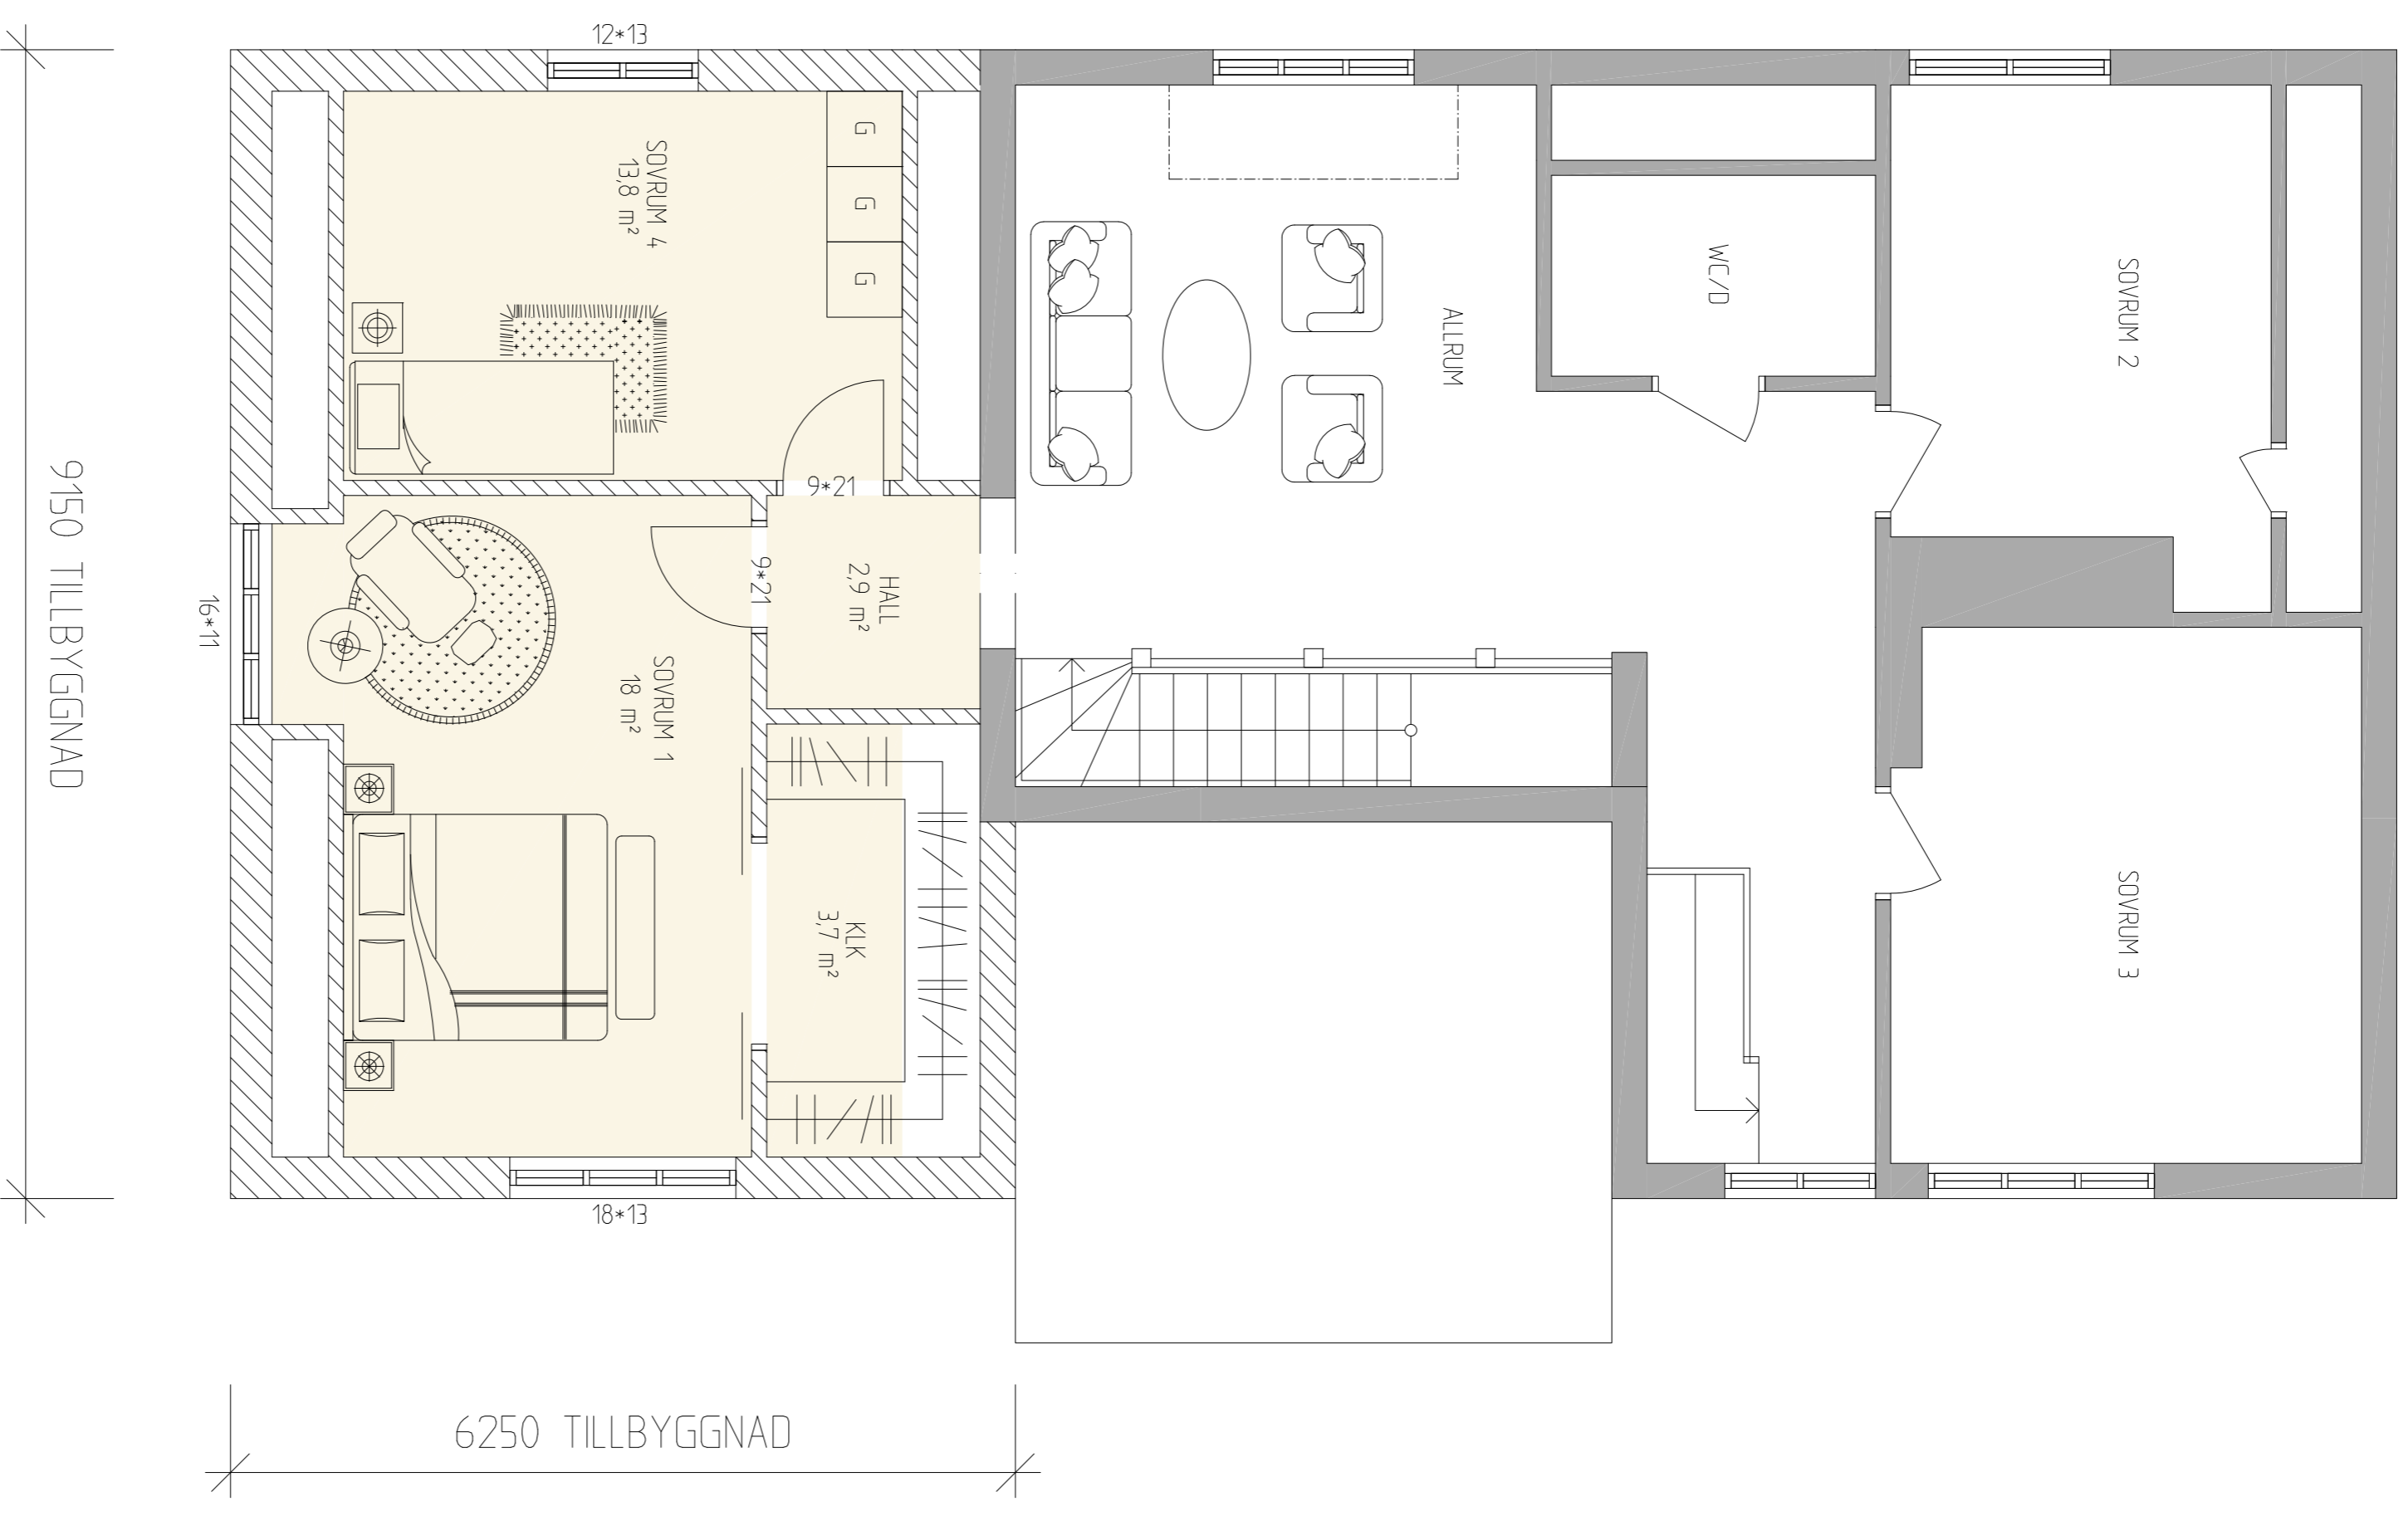 12*13
SOVRUM 4
13,8 m²
G
G
G
9*21
WC/D
SOVRUM 2
ALLRUM
9150 TILLBYGGNAD
16*11
9*21
HALL
2,9 m²
SOVRUM 1
18 m²
KLK
3,7 m²
SOVRUM 3
18*13
6250 TILLBYGGNAD